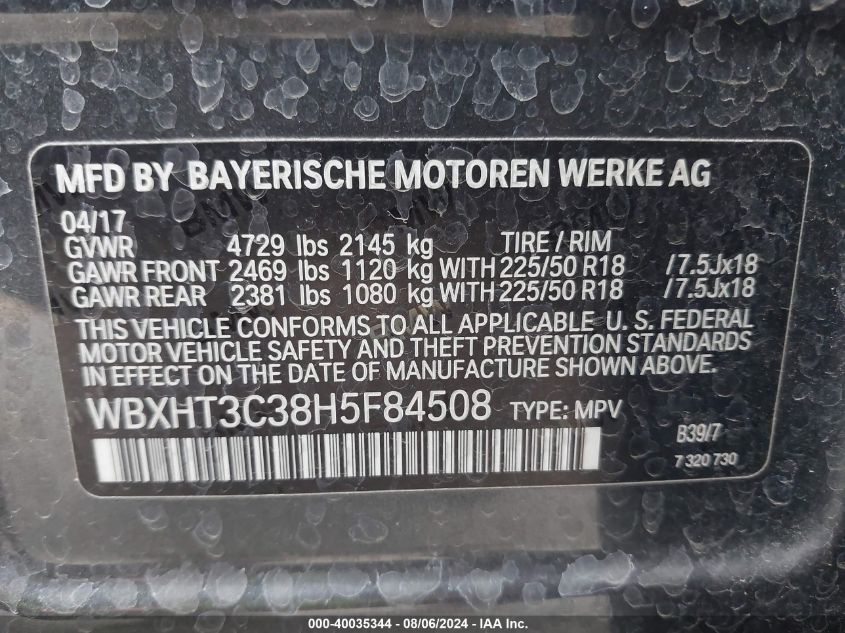 MFD BY BAYERISCHE MOTOREN WERKE AG
04/17
GVWR 4729 lbs 2145 kg TIRE / RIM
GAWR FRONT 2469 lbs 1120 kg WITH 225/50 R18 /7.5Jx18
GAWR REAR 2381 lbs 1080 kg WITH 225/50 R18 /7.5Jx18
THIS VEHICLE CONFORMS TO ALL APPLICABLE U. S. FEDERAL
MOTOR VEHICLE SAFETY AND THEFT PREVENTION STANDARDS
IN EFFECT ON THE DATE OF MANUFACTURE SHOWN ABOVE.
WBXHT3C38H5F84508 TYPE: MPV
B39/7
7 320 730
000-40035344 - 08/06/2024 - IAA Inc.